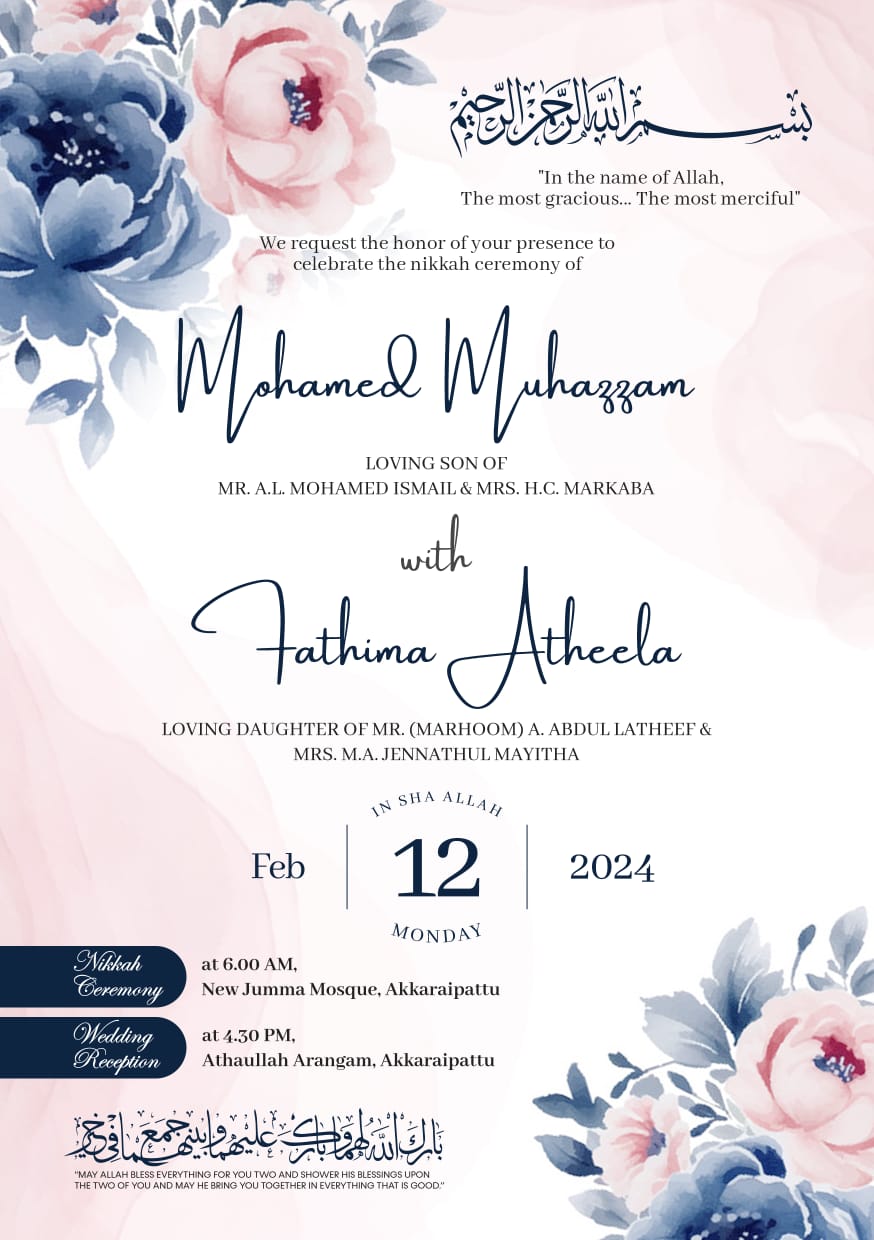 بسم الله الرحمن الرحيم
"In the name of Allah,
The most gracious... The most merciful"
We request the honor of your presence to
celebrate the nikkah ceremony of
Mohamed Muhazzam
LOVING SON OF
MR. A.L. MOHAMED ISMAIL & MRS. H.C. MARKABA
with
Fathima Atheela
LOVING DAUGHTER OF MR. (MARHOOM) A. ABDUL LATHEEF &
MRS. M.A. JENNATHUL MAYITHA
IN SHA ALLAH
Feb 12 2024
MONDAY
Nikkah
Ceremony
at 6.00 AM,
New Jumma Mosque, Akkaraipattu
Wedding
Reception
at 4.30 PM,
Athaullah Arangam, Akkaraipattu
بارك الله لهما وبارك عليهما وجمع بينهما في خير
"MAY ALLAH BLESS EVERYTHING FOR YOU TWO AND SHOWER HIS BLESSINGS UPON
THE TWO OF YOU AND MAY HE BRING YOU TOGETHER IN EVERYTHING THAT IS GOOD."